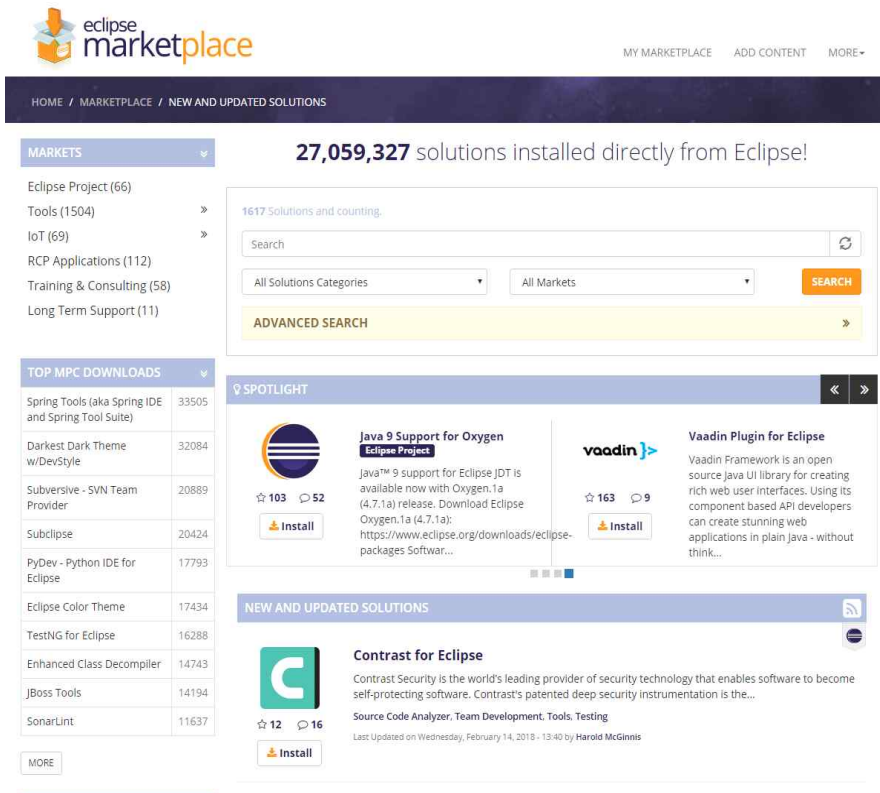 eclipse
marketplace
MY MARKETPLACE ADD CONTENT MORE
HOME / MARKETPLACE / NEW AND UPDATED SOLUTIONS
MARKETS
Eclipse Project (66)
Tools (1504)
IoT (69)
RCP Applications (112)
Training & Consulting (58)
Long Term Support (11)
TOP MPC DOWNLOADS
Spring Tools (aka Spring IDE 33505
and Spring Tool Suite)
Darkest Dark Theme 32084
w/DevStyle
Subversive - SVN Team 20889
Provider
Subclipse 20424
PyDev - Python IDE for 17793
Eclipse
Eclipse Color Theme 17434
TestNG for Eclipse 16288
Enhanced Class Decompiler 14743
JBoss Tools 14194
SonarLint 11637
MORE
27,059,327 solutions installed directly from Eclipse!
1617 Solutions and counting.
Search
All Solutions Categories All Markets SEARCH
ADVANCED SEARCH
SPOTLIGHT
Java 9 Support for Oxygen
Eclipse Project
Java™ 9 support for Eclipse JDT is
available now with Oxygen.1a
(4.7.1a) release. Download Eclipse
Oxygen.1a (4.7.1a):
https://www.eclipse.org/downloads/eclipse-
packages Softwar...
103 52
Install
vaadin }>
Vaadin Plugin for Eclipse
Vaadin Framework is an open
source Java UI library for creating
rich web user interfaces. Using its
component based API developers
can create stunning web
applications in plain Java - without
think...
163 9
Install
NEW AND UPDATED SOLUTIONS
C
Contrast for Eclipse
Contrast Security is the world's leading provider of security technology that enables software to become
self-protecting software. Contrast's patented deep security instrumentation is the...
Source Code Analyzer, Team Development, Tools, Testing
Last Updated on Wednesday, February 14, 2018 - 13:40 by Harold McGinnis
12 16
Install